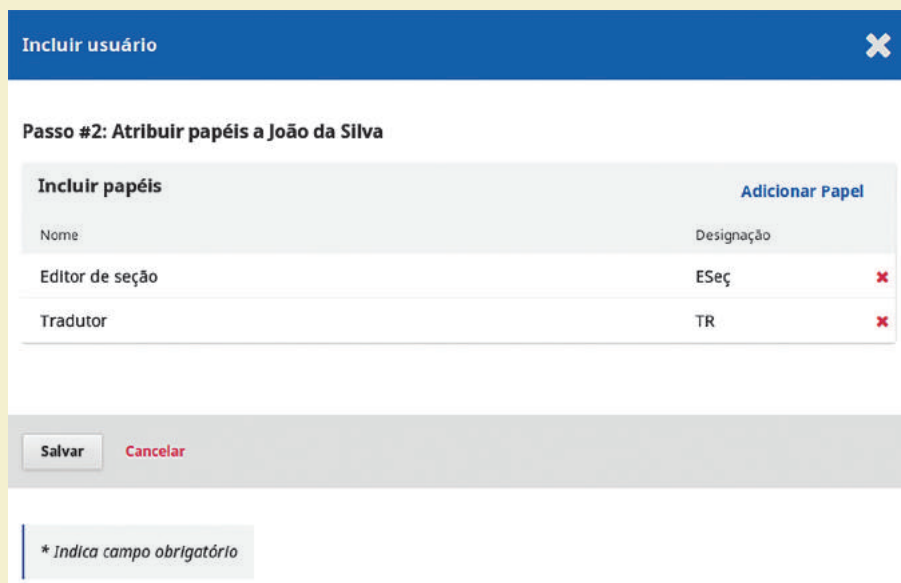 Incluir usuário
Passo #2: Atribuir papéis a João da Silva
Incluir papéis Adicionar Papel
Nome Designação
Editor de seção ESeç
Tradutor TR
Salvar Cancelar
* Indica campo obrigatório